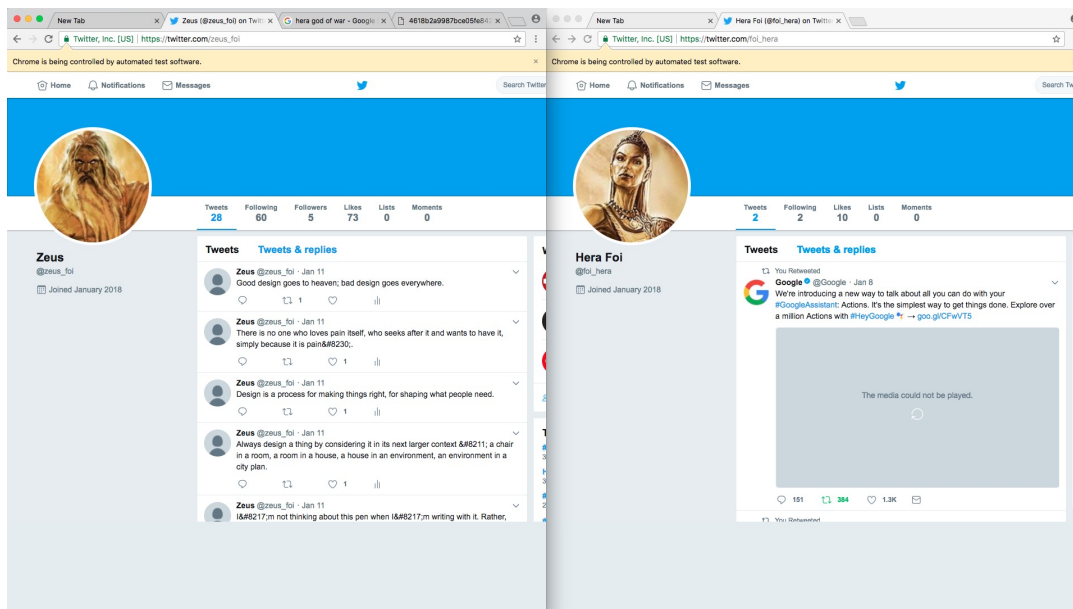 New Tab
Zeus (@zeus_foi) on Twitt
hera god of war - Google
4618b2a9987bce05fe84
Twitter, Inc. [US] | https://twitter.com/zeus_foi
Chrome is being controlled by automated test software.
Home Notifications Messages
Search Twitter
Tweets Following Followers Likes Lists Moments
28 60 5 73 0 0
Zeus
@zeus_foi
Joined January 2018
Tweets Tweets & replies
Zeus @zeus_foi · Jan 11
Good design goes to heaven; bad design goes everywhere.
1
Zeus @zeus_foi · Jan 11
There is no one who loves pain itself, who seeks after it and wants to have it,
simply because it is pain&#8230;.
1
Zeus @zeus_foi · Jan 11
Design is a process for making things right, for shaping what people need.
1
Zeus @zeus_foi · Jan 11
Always design a thing by considering it in its next larger context &#8211; a chair
in a room, a room in a house, a house in an environment, an environment in a
city plan.
1
Zeus @zeus_foi · Jan 11
I&#8217;m not thinking about this pen when I&#8217;m writing with it. Rather,
New Tab
Hera Foi (@foi_hera) on Twitter
Twitter, Inc. [US] | https://twitter.com/foi_hera
Chrome is being controlled by automated test software.
Home Notifications Messages
Search Tw
Tweets Following Likes Lists Moments
2 2 10 0 0
Hera Foi
@foi_hera
Joined January 2018
Tweets Tweets & replies
You Retweeted
Google @Google · Jan 8
We're introducing a new way to talk about all you can do with your
#GoogleAssistant: Actions. It's the simplest way to get things done. Explore over
a million Actions with #HeyGoogle → goo.gl/CFwVT5
The media could not be played.
151 384 1.3K
You Retweeted